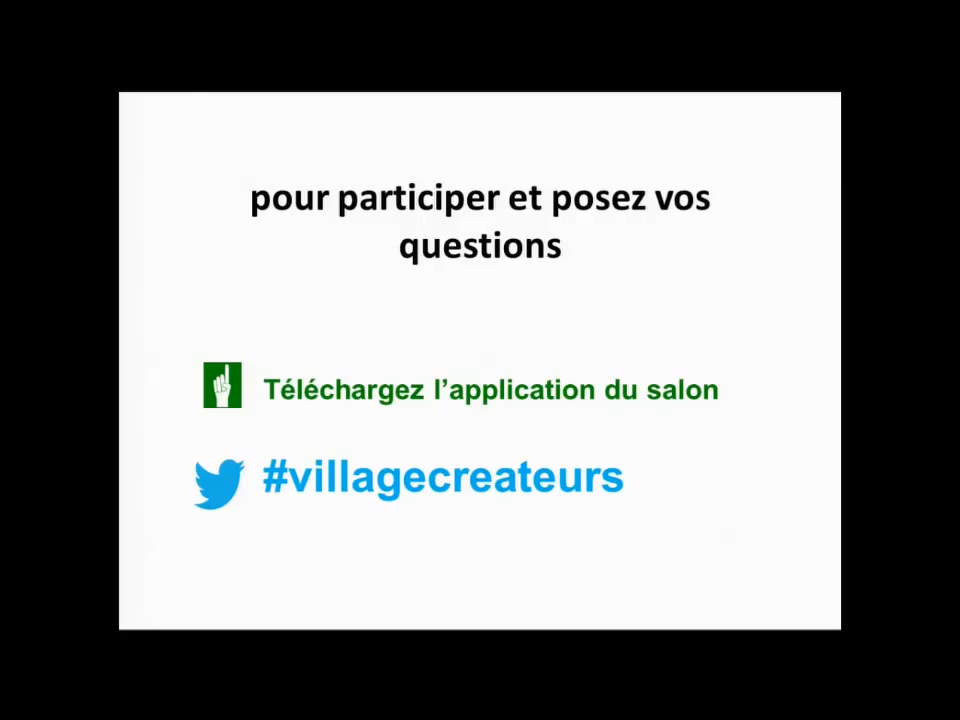 pour participer et posez vos
questions
Téléchargez l’application du salon
#villagecreateurs